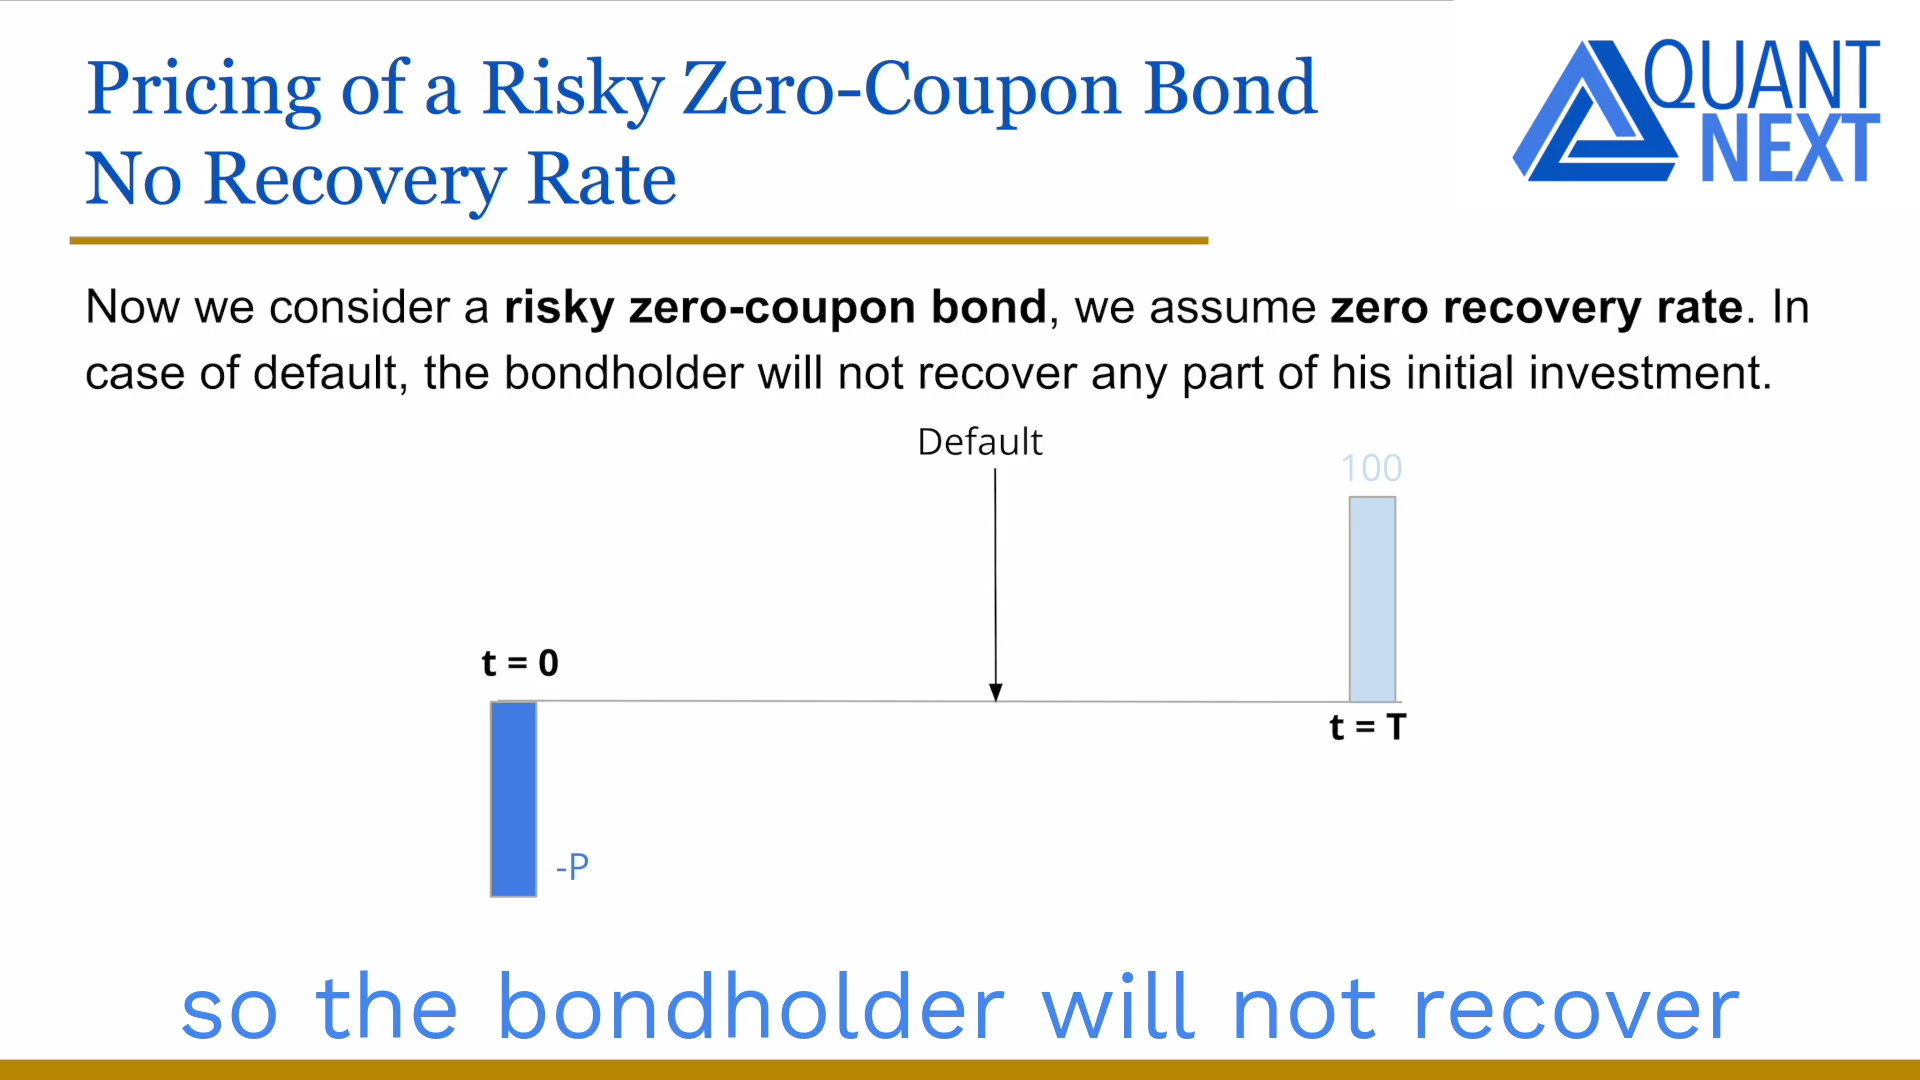 Pricing of a Risky Zero-Coupon Bond
No Recovery Rate
QUANT
NEXT
Now we consider a risky zero-coupon bond, we assume zero recovery rate. In
case of default, the bondholder will not recover any part of his initial investment.
Default
100
t = 0
t = T
-P
so the bondholder will not recover